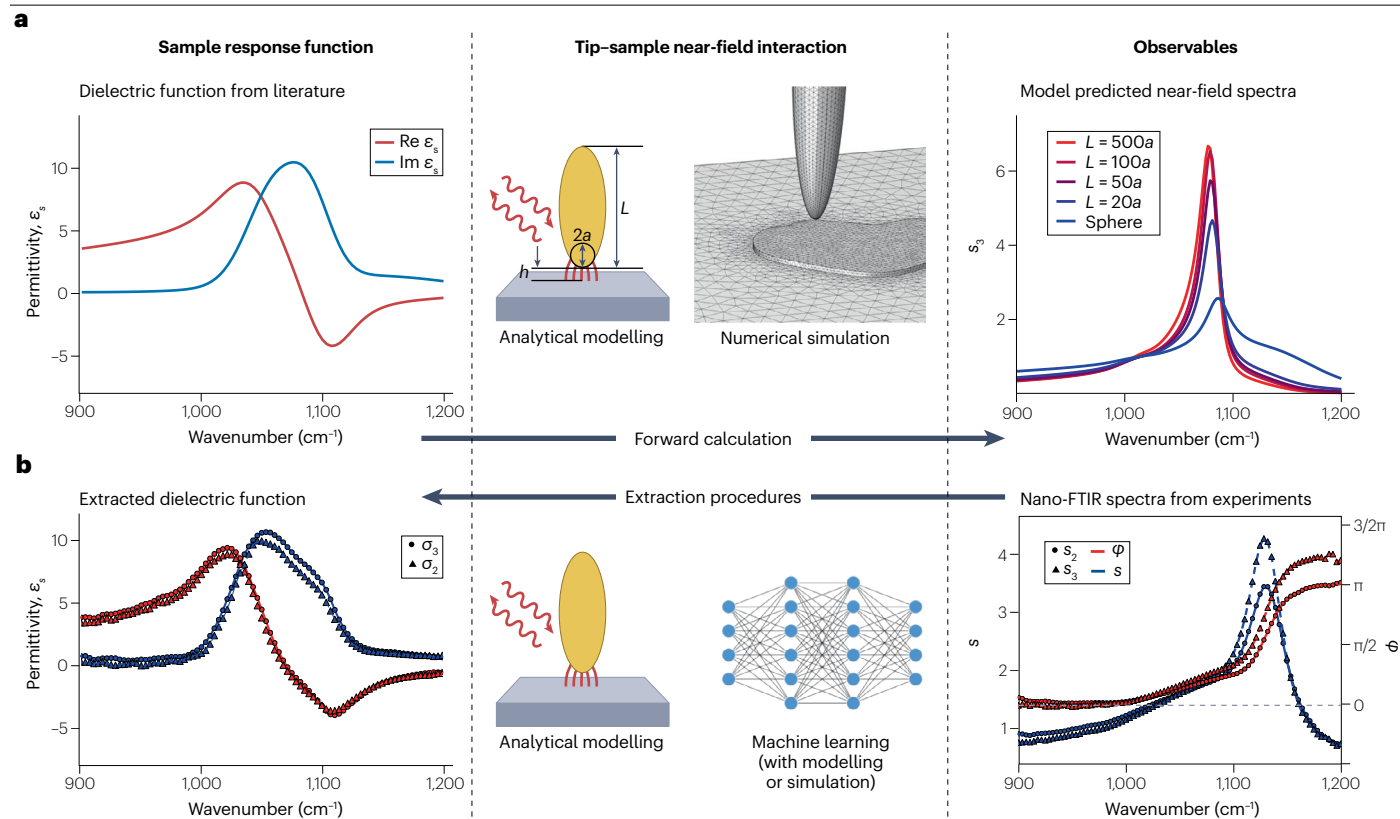 a
Sample response function
Tip–sample near-field interaction
Observables
Dielectric function from literature
Permittivity, εₛ
10
5
0
−5
Re εₛ
Im εₛ
900
1,000
1,100
1,200
Wavenumber (cm⁻¹)
L
2a
h
Analytical modelling
Numerical simulation
Model predicted near-field spectra
s₃
6
4
2
L = 500a
L = 100a
L = 50a
L = 20a
Sphere
900
1,000
1,100
1,200
Wavenumber (cm⁻¹)
Forward calculation
b
Extraction procedures
Extracted dielectric function
Permittivity, εₛ
10
5
0
−5
σ₃
σ₂
900
1,000
1,100
1,200
Wavenumber (cm⁻¹)
Analytical modelling
Machine learning
(with modelling
or simulation)
Nano-FTIR spectra from experiments
s
4
3
2
1
s₂ φ
s₃ s
3/2π
π
π/2
0
φ
900
1,000
1,100
1,200
Wavenumber (cm⁻¹)